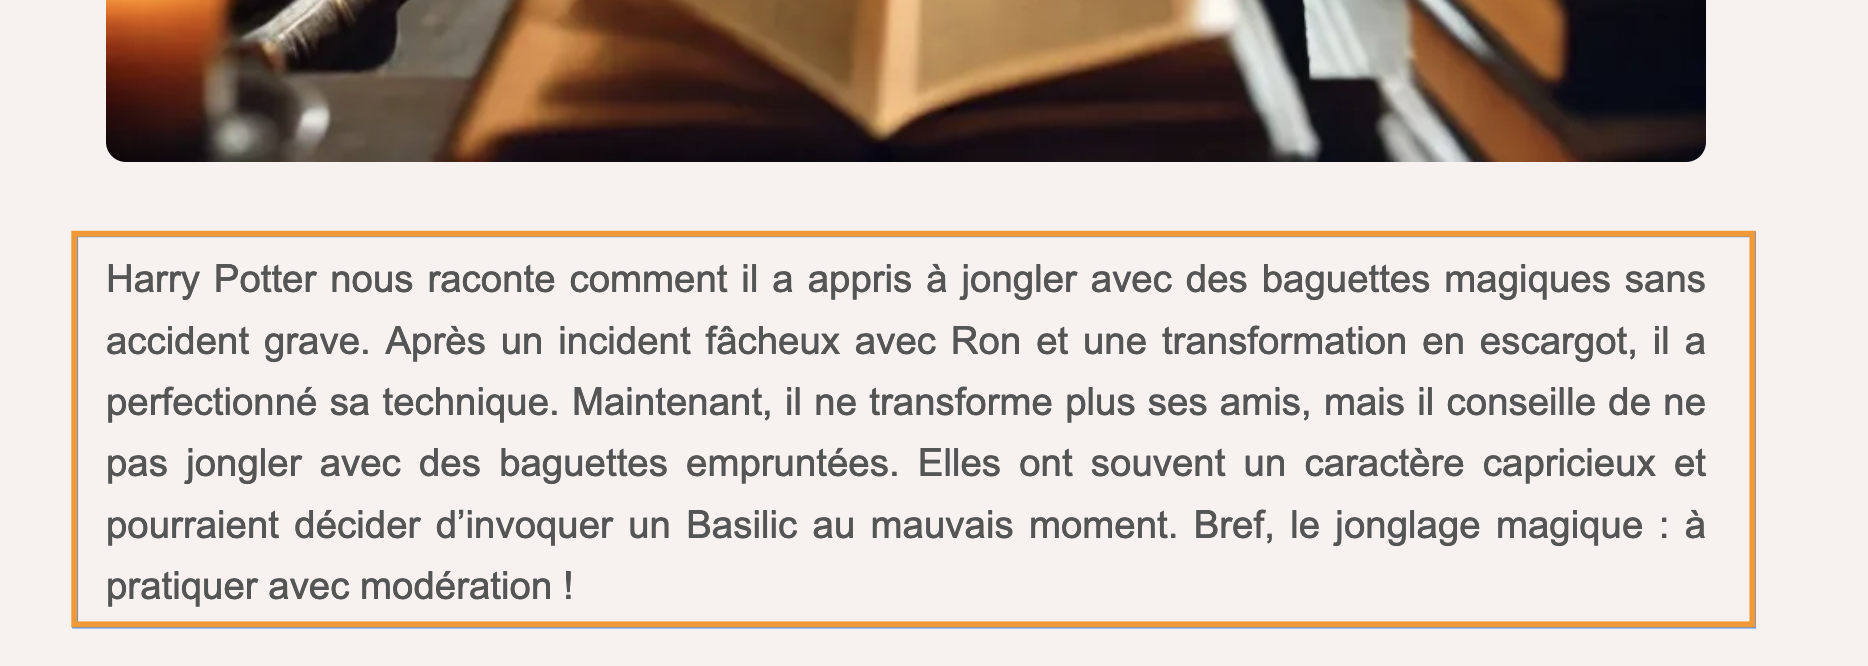 Harry Potter nous raconte comment il a appris à jongler avec des baguettes magiques sans
accident grave. Après un incident fâcheux avec Ron et une transformation en escargot, il a
perfectionné sa technique. Maintenant, il ne transforme plus ses amis, mais il conseille de ne
pas jongler avec des baguettes empruntées. Elles ont souvent un caractère capricieux et
pourraient décider d’invoquer un Basilic au mauvais moment. Bref, le jonglage magique : à
pratiquer avec modération !